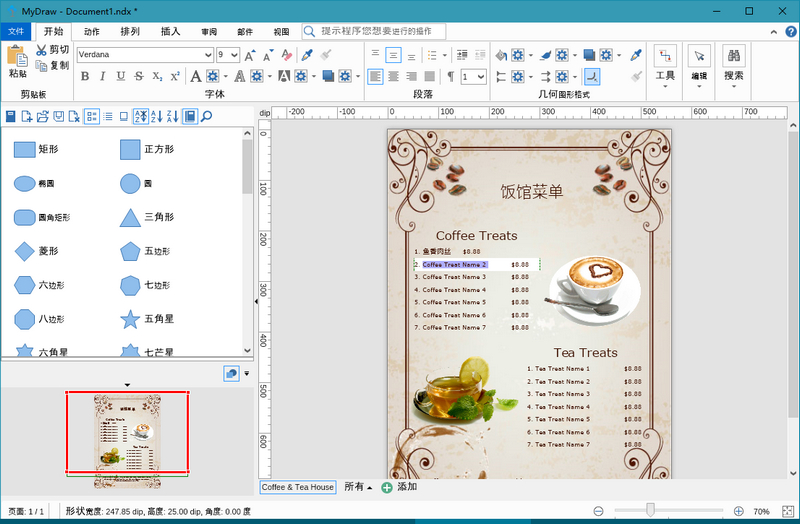 MyDraw - Document1.ndx *
文件 开始 动作 排列 插入 审阅 邮递 视图 提示程序您想要进行的操作
粘贴 剪切 复制 剪贴板
Verdana 9
B I U S X₂ X² A A A
字体
段落
¶ 1
几何图形格式
工具 编辑 搜索
dip -200 -100 0 100 200 300 400 500 600 700
0 100 200 300 400 500 600
矩形 正方形
椭圆 圆
圆角矩形 三角形
菱形 五边形
六边形 七边形
八边形 五角星
六角星 七芒星
饭馆菜单
Coffee Treats
1. 鱼香肉丝 $8.88
2. Coffee Treat Name 2 $8.88
3. Coffee Treat Name 3 $8.88
4. Coffee Treat Name 4 $8.88
5. Coffee Treat Name 5 $8.88
6. Coffee Treat Name 6 $8.88
7. Coffee Treat Name 7 $8.88
Tea Treats
1. Tea Treat Name 1 $8.88
2. Tea Treat Name 2 $8.88
3. Tea Treat Name 3 $8.88
4. Tea Treat Name 4 $8.88
5. Tea Treat Name 5 $8.88
6. Tea Treat Name 6 $8.88
7. Tea Treat Name 7 $8.88
Coffee & Tea House 所有 添加
页面: 1 / 1 形状宽度: 247.85 dip, 高度: 25.00 dip, 角度: 0.00 度 70%